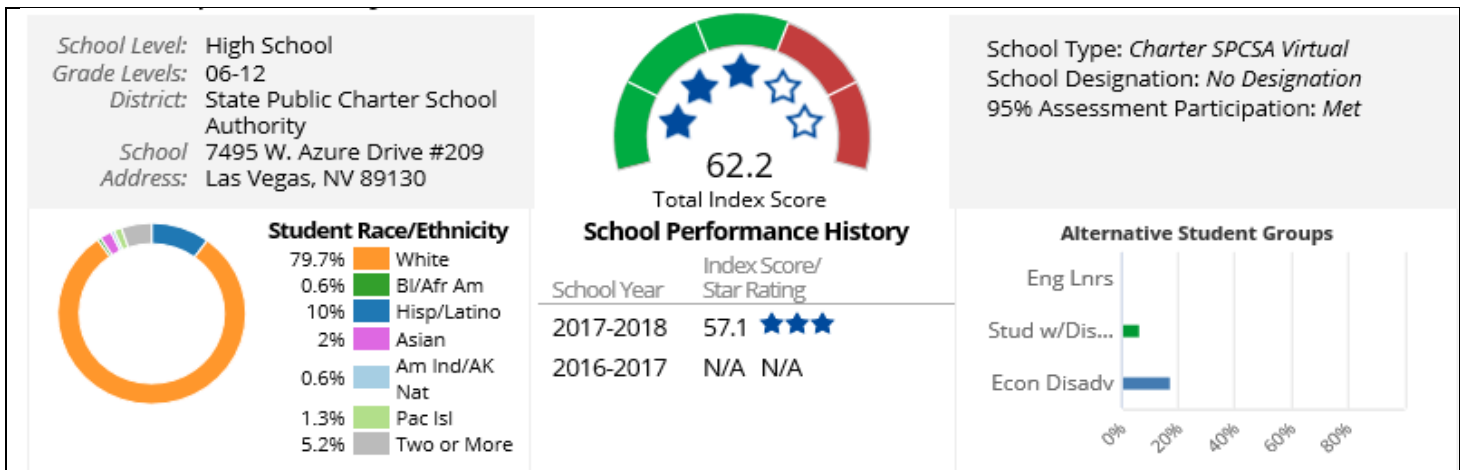 School Level: High School
Grade Levels: 06-12
District: State Public Charter School
Authority
School 7495 W. Azure Drive #209
Address: Las Vegas, NV 89130
62.2
Total Index Score
School Type: Charter SPCSA Virtual
School Designation: No Designation
95% Assessment Participation: Met
Student Race/Ethnicity
79.7% White
0.6% Bl/Afr Am
10% Hisp/Latino
2% Asian
0.6% Am Ind/AK
Nat
1.3% Pac Isl
5.2% Two or More
School Performance History
Index Score/
School Year Star Rating
2017-2018 57.1
2016-2017 N/A N/A
Alternative Student Groups
Eng Lnrs
Stud w/Dis...
Econ Disadv
0% 20% 40% 60% 80%